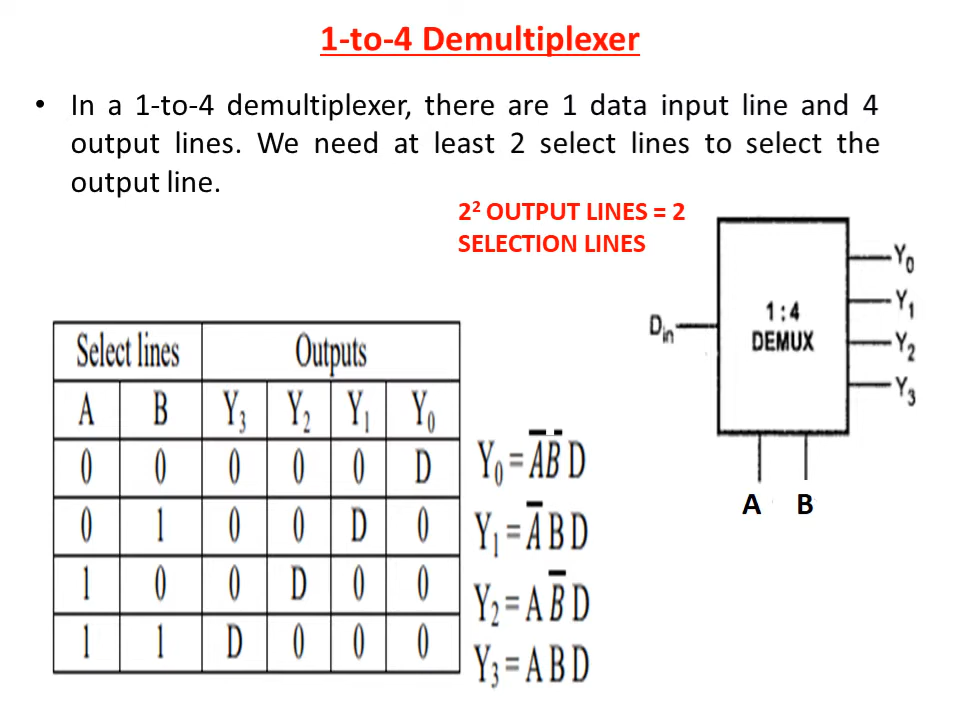 1-to-4 Demultiplexer
• In a 1-to-4 demultiplexer, there are 1 data input line and 4
output lines. We need at least 2 select lines to select the
output line.
2² OUTPUT LINES = 2
SELECTION LINES
Select lines Outputs
A B Y₃ Y₂ Y₁ Y₀
0 0 0 0 0 D
0 1 0 0 D 0
1 0 0 D 0 0
1 1 D 0 0 0
Y₀ = A̅ B̅ D
Y₁ = A̅ B D
Y₂ = A B̅ D
Y₃ = A B D
Dᵢₙ
1 : 4
DEMUX
Y₀
Y₁
Y₂
Y₃
A B